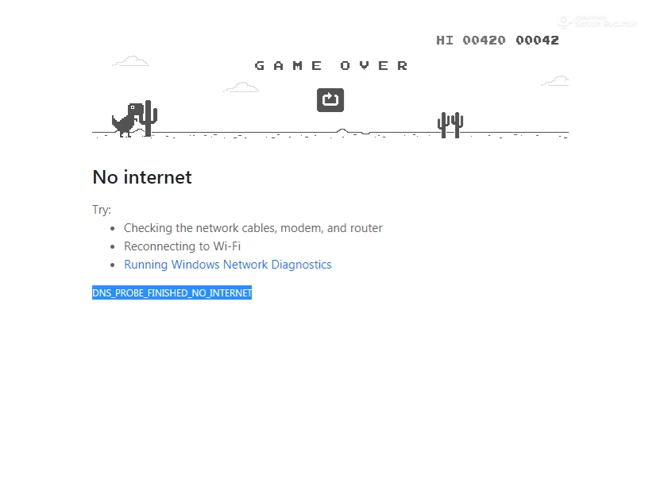 HI 00420 00042
GAME OVER
No internet
Try:
Checking the network cables, modem, and router
Reconnecting to Wi-Fi
Running Windows Network Diagnostics
DNS_PROBE_FINISHED_NO_INTERNET